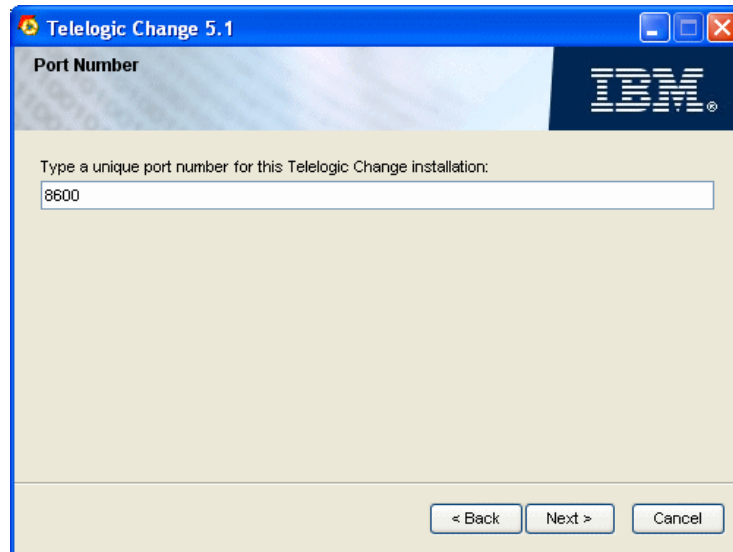 Telelogic Change 5.1
Port Number
IBM®
Type a unique port number for this Telelogic Change installation:
8600
< Back
Next >
Cancel